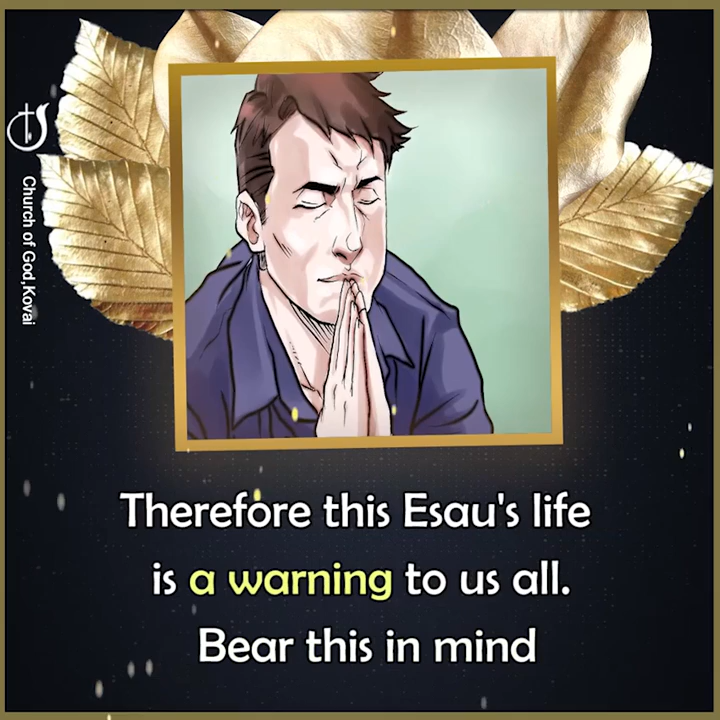 Church of God,Kovai
Therefore this Esau's life
is a warning to us all.
Bear this in mind